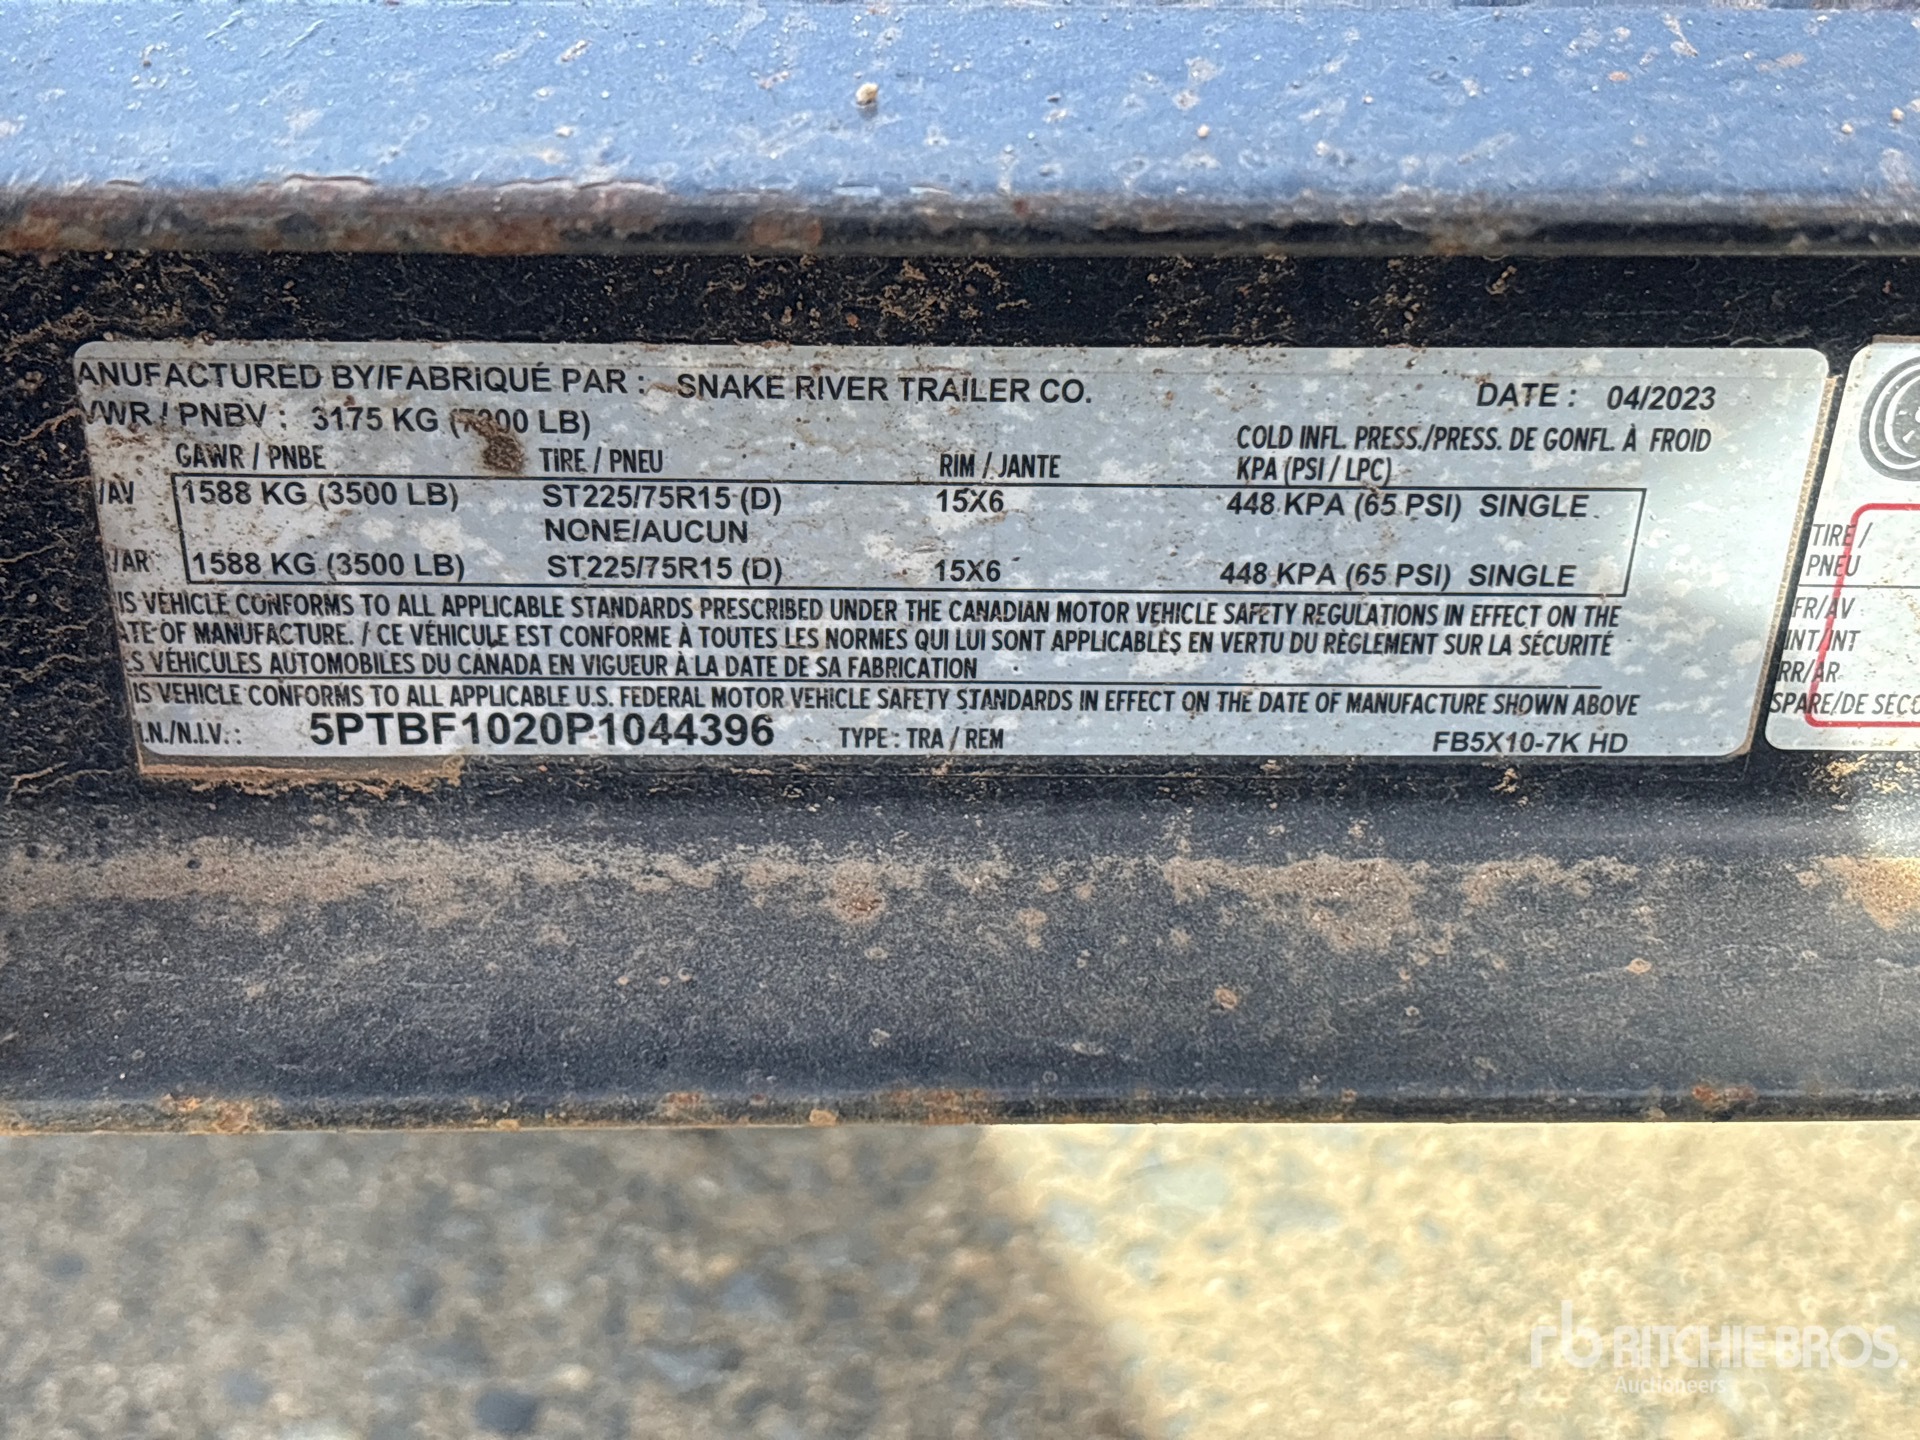 ANUFACTURED BY/FABRIQUÉ PAR : SNAKE RIVER TRAILER CO. DATE : 04/2023
VWR / PNBV : 3175 KG (7000 LB)
COLD INFL. PRESS./PRESS. DE GONFL. À FROID
GAWR / PNBE TIRE / PNEU RIM / JANTE KPA (PSI / LPC)
/AV 1588 KG (3500 LB) ST225/75R15 (D) 15X6 448 KPA (65 PSI) SINGLE
NONE/AUCUN
/AR 1588 KG (3500 LB) ST225/75R15 (D) 15X6 448 KPA (65 PSI) SINGLE
IS VEHICLE CONFORMS TO ALL APPLICABLE STANDARDS PRESCRIBED UNDER THE CANADIAN MOTOR VEHICLE SAFETY REGULATIONS IN EFFECT ON THE
ATE OF MANUFACTURE. / CE VÉHICULE EST CONFORME À TOUTES LES NORMES QUI LUI SONT APPLICABLES EN VERTU DU RÈGLEMENT SUR LA SÉCURITÉ
ES VÉHICULES AUTOMOBILES DU CANADA EN VIGUEUR À LA DATE DE SA FABRICATION
IS VEHICLE CONFORMS TO ALL APPLICABLE U.S. FEDERAL MOTOR VEHICLE SAFETY STANDARDS IN EFFECT ON THE DATE OF MANUFACTURE SHOWN ABOVE
I.N./N.I.V. : 5PTBF1020P1044396 TYPE : TRA / REM FB5X10-7K HD
TIRE /
PNEU
FR/AV
INT/INT
RR/AR
SPARE/DE SECO
rb RITCHIE BROS.
Auctioneers